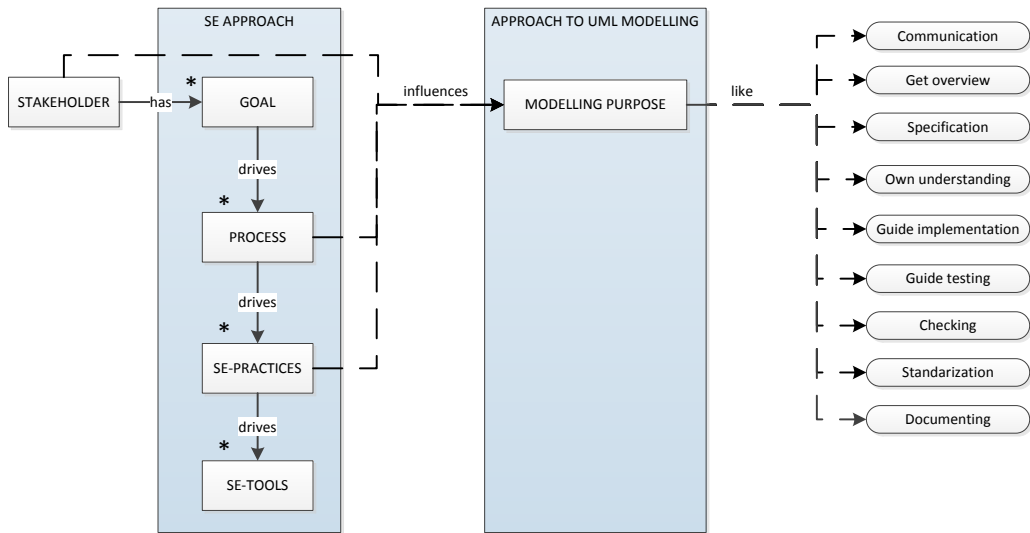 SE APPROACH
APPROACH TO UML MODELLING
STAKEHOLDER
has
*
GOAL
influences
MODELLING PURPOSE
like
drives
*
PROCESS
drives
*
SE-PRACTICES
drives
*
SE-TOOLS
Communication
Get overview
Specification
Own understanding
Guide implementation
Guide testing
Checking
Standarization
Documenting